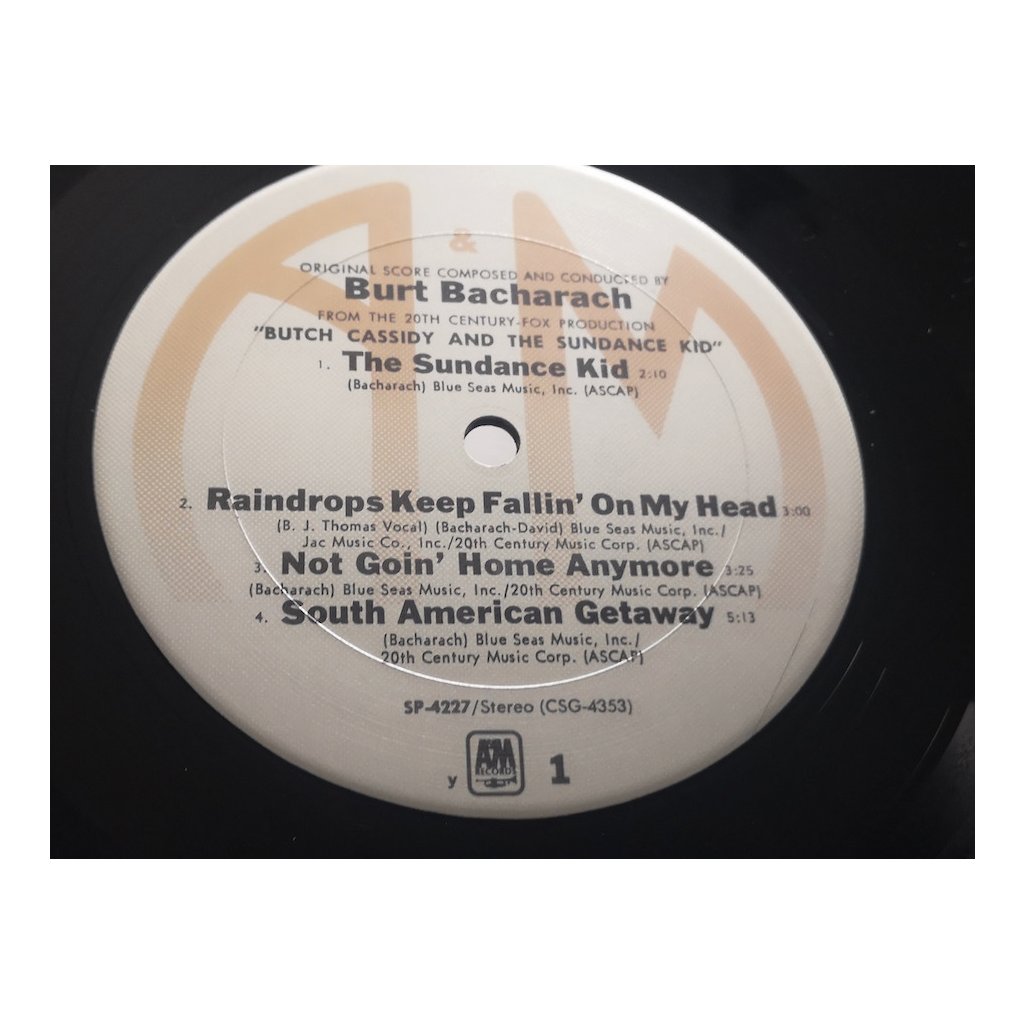 A & M
ORIGINAL SCORE COMPOSED AND CONDUCTED BY
Burt Bacharach
FROM THE 20TH CENTURY-FOX PRODUCTION
"BUTCH CASSIDY AND THE SUNDANCE KID"
1. The Sundance Kid 2:10
(Bacharach) Blue Seas Music, Inc. (ASCAP)
2. Raindrops Keep Fallin' On My Head 3:00
(B. J. Thomas Vocal) (Bacharach-David) Blue Seas Music, Inc./
Jac Music Co., Inc./20th Century Music Corp. (ASCAP)
3. Not Goin' Home Anymore 3:25
(Bacharach) Blue Seas Music, Inc./20th Century Music Corp. (ASCAP)
4. South American Getaway 5:13
(Bacharach) Blue Seas Music, Inc./
20th Century Music Corp. (ASCAP)
SP-4227/Stereo (CSG-4353)
y A&M RECORDS 1